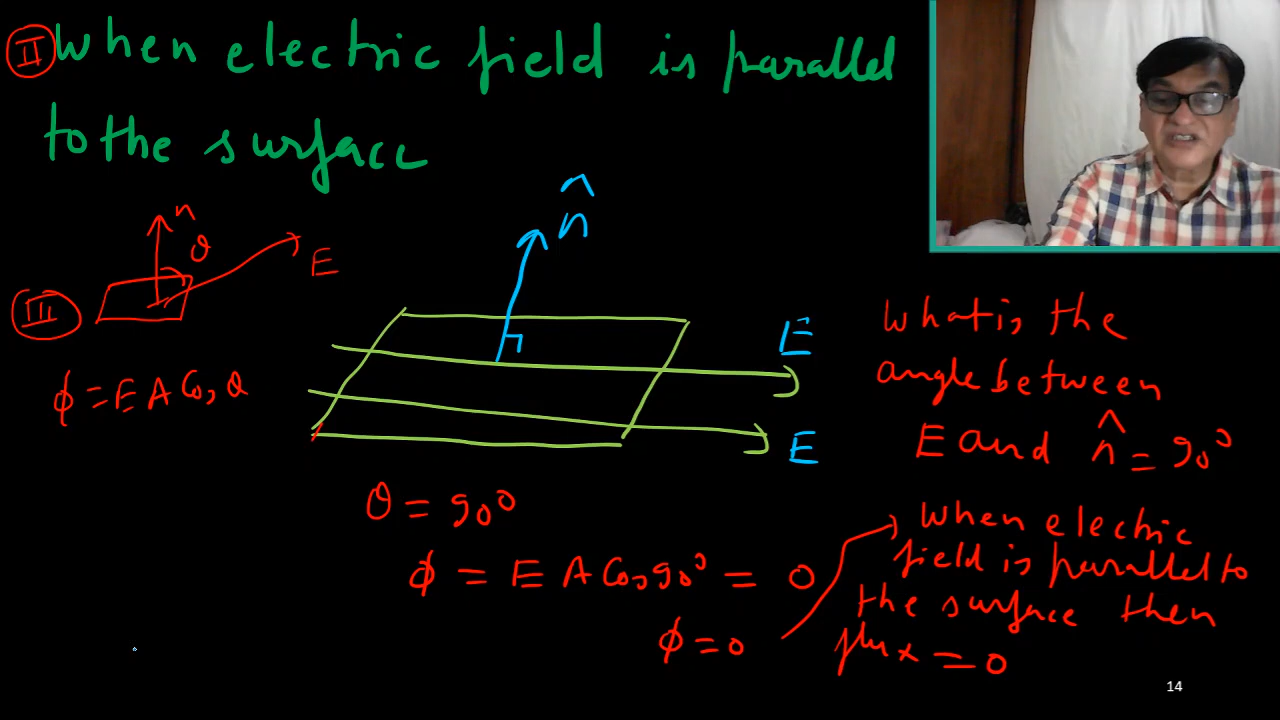 II When electric field is parallel
to the surface
n̂
n
θ
E
III
φ = E A Cos θ
E
E
What is the
angle between
E and n̂ = 90°
θ = 90°
φ = E A Cos 90° = 0
φ = 0
When electric
field is parallel to
the surface then
flux = 0
14